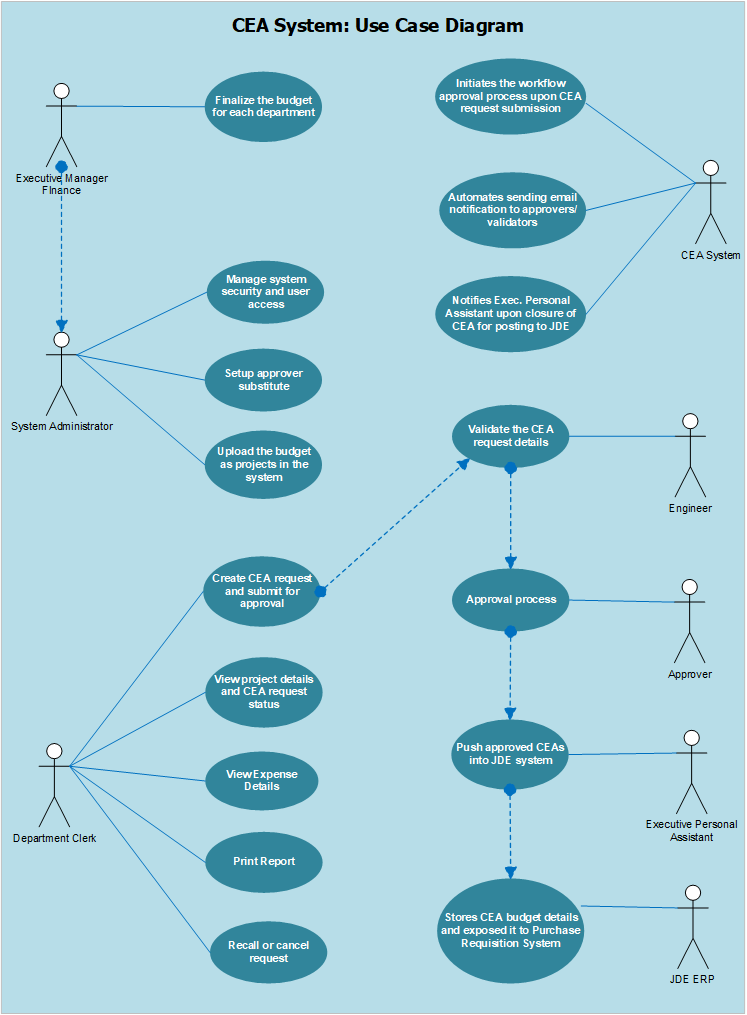 CEA System: Use Case Diagram
Finalize the budget
for each department
Executive Manager
FInance
Initiates the workflow
approval process upon CEA
request submission
Automates sending email
notification to approvers/
validators
CEA System
Notifies Exec. Personal
Assistant upon closure of
CEA for posting to JDE
Manage system
security and user
access
Setup approver
substitute
System Administrator
Upload the budget
as projects in the
system
Validate the CEA
request details
Engineer
Create CEA request
and submit for
approval
Approval process
Approver
View project details
and CEA request
status
View Expense
Details
Department Clerk
Print Report
Recall or cancel
request
Push approved CEAs
into JDE system
Executive Personal
Assistant
Stores CEA budget details
and exposed it to Purchase
Requisition System
JDE ERP